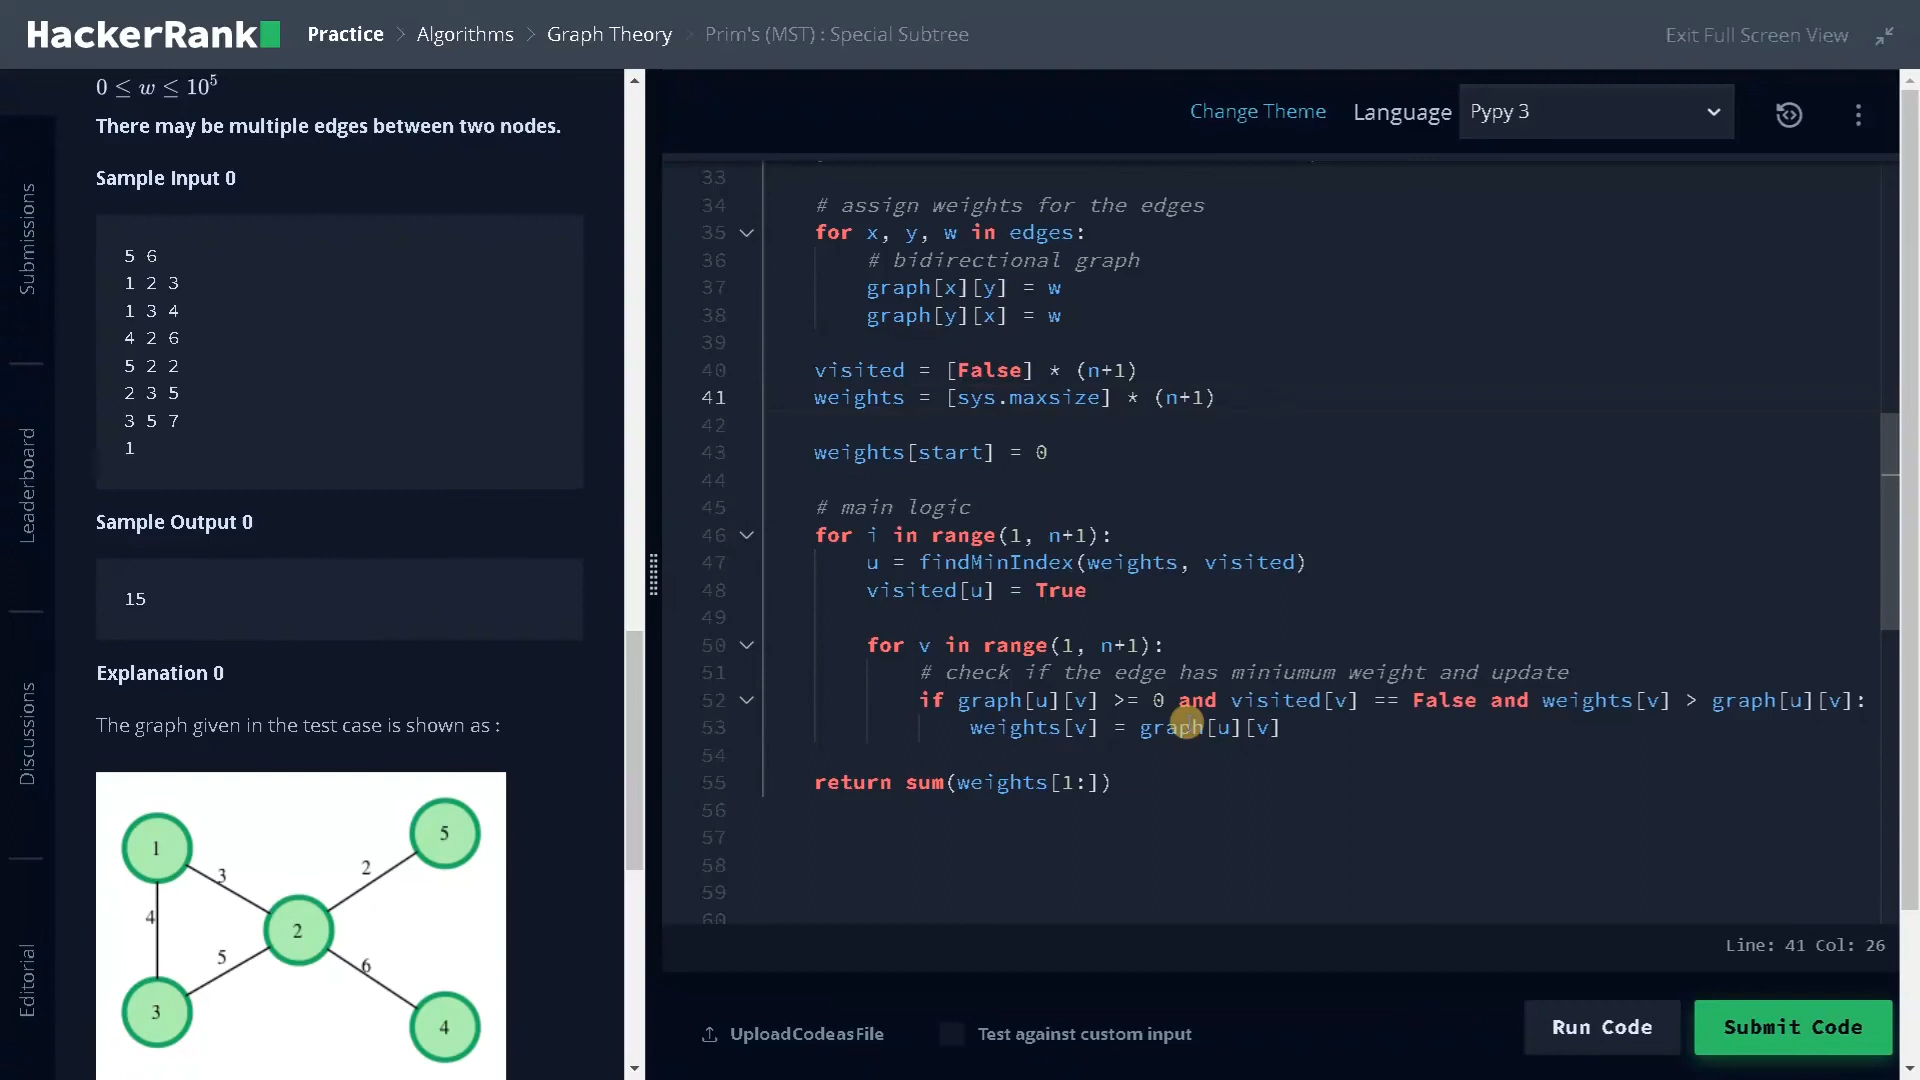 HackerRank
Practice > Algorithms > Graph Theory > Prim's (MST) : Special Subtree
Exit Full Screen View
Submissions
Leaderboard
Discussions
Editorial
0 ≤ w ≤ 10⁵
There may be multiple edges between two nodes.
Sample Input 0
5 6
1 2 3
1 3 4
4 2 6
5 2 2
2 3 5
3 5 7
1
Sample Output 0
15
Explanation 0
The graph given in the test case is shown as :
1
5
3
2
4
2
5
6
3
4
Change Theme
Language
Pypy 3
33
34 # assign weights for the edges
35 for x, y, w in edges:
36 # bidirectional graph
37 graph[x][y] = w
38 graph[y][x] = w
39
40 visited = [False] * (n+1)
41 weights = [sys.maxsize] * (n+1)
42
43 weights[start] = 0
44
45 # main logic
46 for i in range(1, n+1):
47 u = findMinIndex(weights, visited)
48 visited[u] = True
49
50 for v in range(1, n+1):
51 # check if the edge has miniumum weight and update
52 if graph[u][v] >= 0 and visited[v] == False and weights[v] > graph[u][v]:
53 weights[v] = graph[u][v]
54
55 return sum(weights[1:])
56
57
58
59
60
Line: 41 Col: 26
Upload Code as File
Test against custom input
Run Code
Submit Code